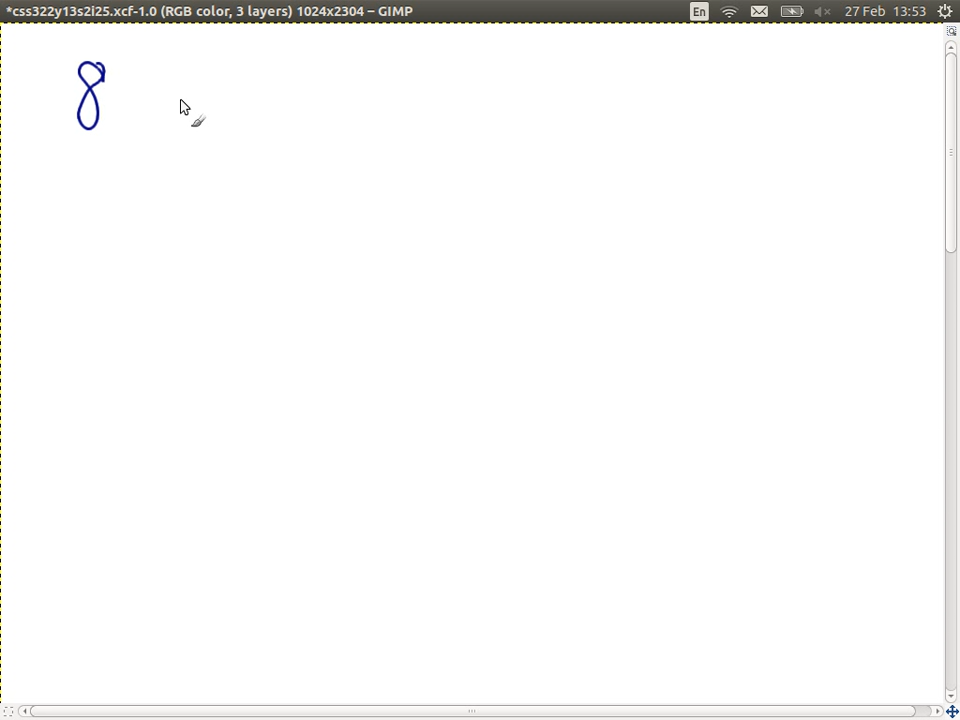 *css322y13s2i25.xcf-1.0 (RGB color, 3 layers) 1024x2304 – GIMP En 27 Feb 13:53
8